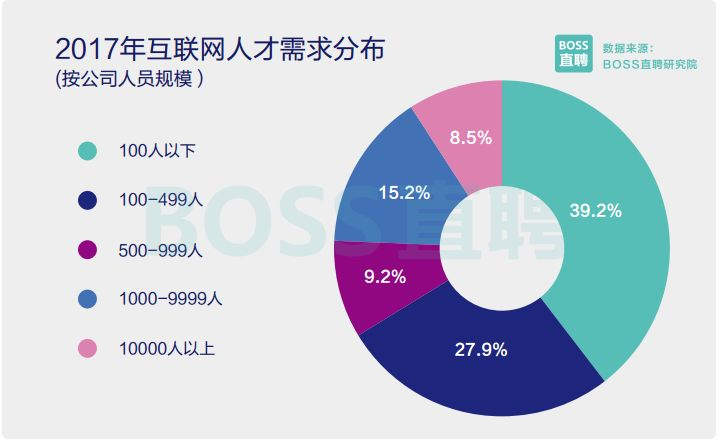 2017年互联网人才需求分布
(按公司人员规模)
BOSS
直聘
数据来源：
BOSS直聘研究院
100人以下
100-499人
500-999人
1000-9999人
10000人以上
8.5%
15.2%
39.2%
9.2%
27.9%
BOSS直聘